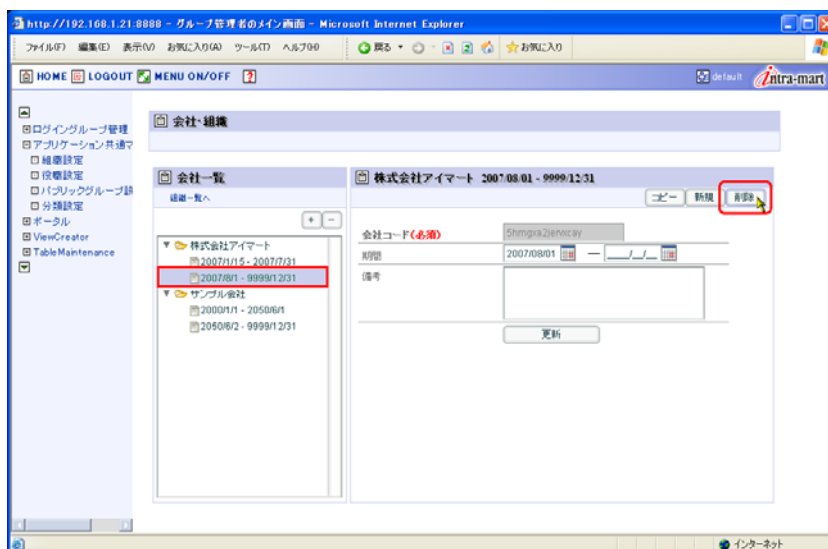 http://192.168.1.21:8888 - グループ管理者のメイン画面 - Microsoft Internet Explorer
ファイル(F) 編集(E) 表示(V) お気に入り(A) ツール(T) ヘルプ(H) 戻る お気に入り
HOME LOGOUT MENU ON/OFF ? default intra-mart
ログイングループ管理
アプリケーション共通マ
組織設定
役職設定
パブリックグループ設
分類設定
ポータル
ViewCreator
TableMaintenance
会社・組織
会社一覧
組織一覧へ
+ -
株式会社アイマート
2007/1/15 - 2007/7/31
2007/8/1 - 9999/12/31
サンプル会社
2000/1/1 - 2050/6/1
2050/6/2 - 9999/12/31
株式会社アイマート 2007/08/01 - 9999/12/31
コピー 新規 削除
会社コード(必須)
期間 2007/08/01 — __/_/__
備考
更新
インターネット